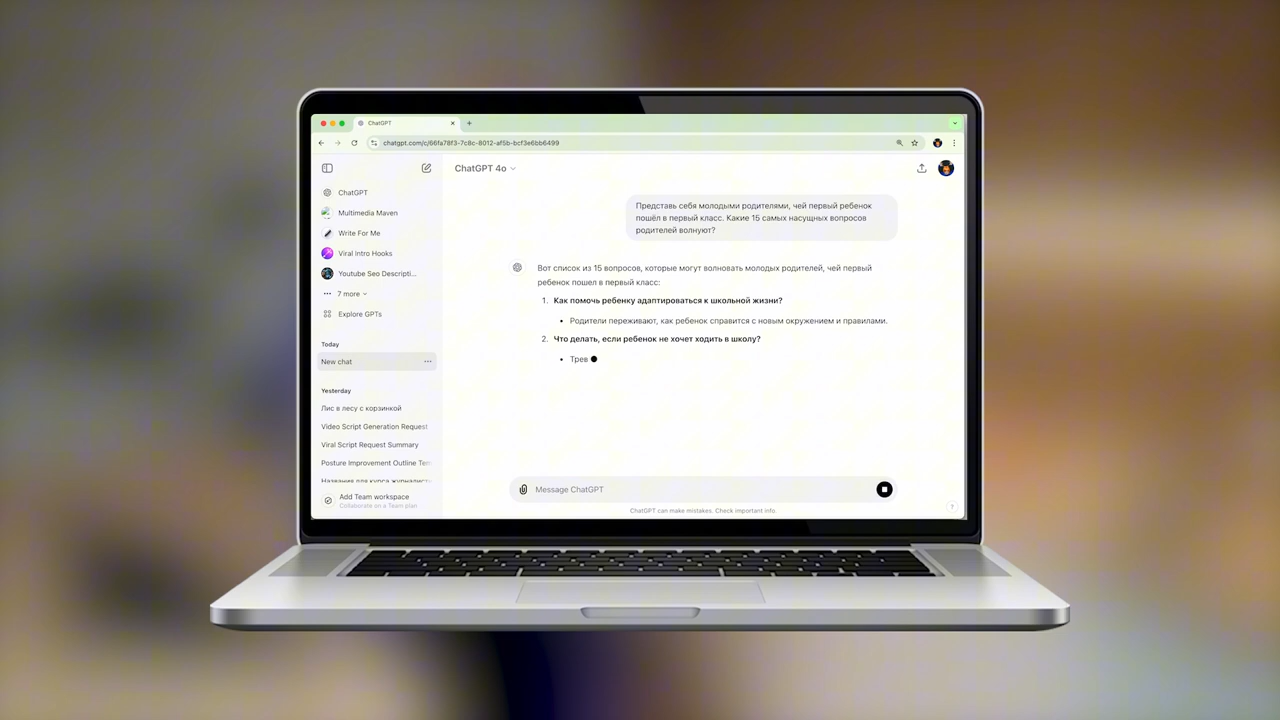 ChatGPT
chatgpt.com/c/66fa78f3-7c8c-8012-af5b-bcf3e6bb6499
ChatGPT 4o
ChatGPT
Multimedia Maven
Write For Me
Viral Intro Hooks
Youtube Seo Descripti...
7 more
Explore GPTs
Today
New chat
Yesterday
Лис в лесу с корзинкой
Video Script Generation Request
Viral Script Request Summary
Posture Improvement Outline Tem
Названия для курса журналисти
Add Team workspace
Collaborate on a Team plan
Представь себя молодыми родителями, чей первый ребенок
пошёл в первый класс. Какие 15 самых насущных вопросов
родителей волнуют?
Вот список из 15 вопросов, которые могут волновать молодых родителей, чей первый
ребенок пошел в первый класс:
1. Как помочь ребенку адаптироваться к школьной жизни?
• Родители переживают, как ребенок справится с новым окружением и правилами.
2. Что делать, если ребенок не хочет ходить в школу?
• Трев
Message ChatGPT
ChatGPT can make mistakes. Check important info.
?